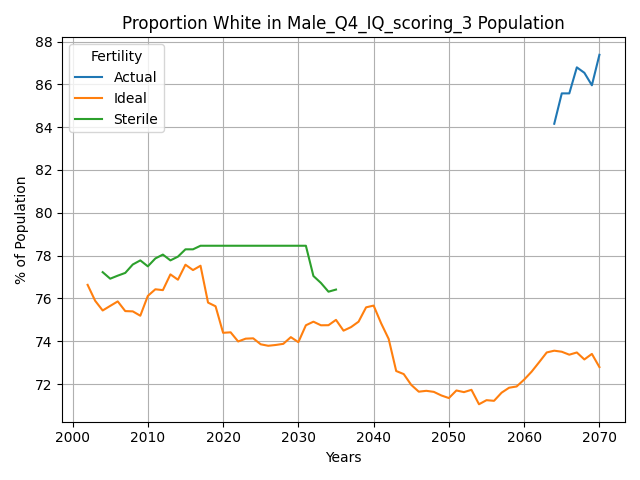 Proportion White in Male_Q4_IQ_scoring_3 Population
Fertility
Actual
Ideal
Sterile
% of Population
88
86
84
82
80
78
76
74
72
2000
2010
2020
2030
2040
2050
2060
2070
Years